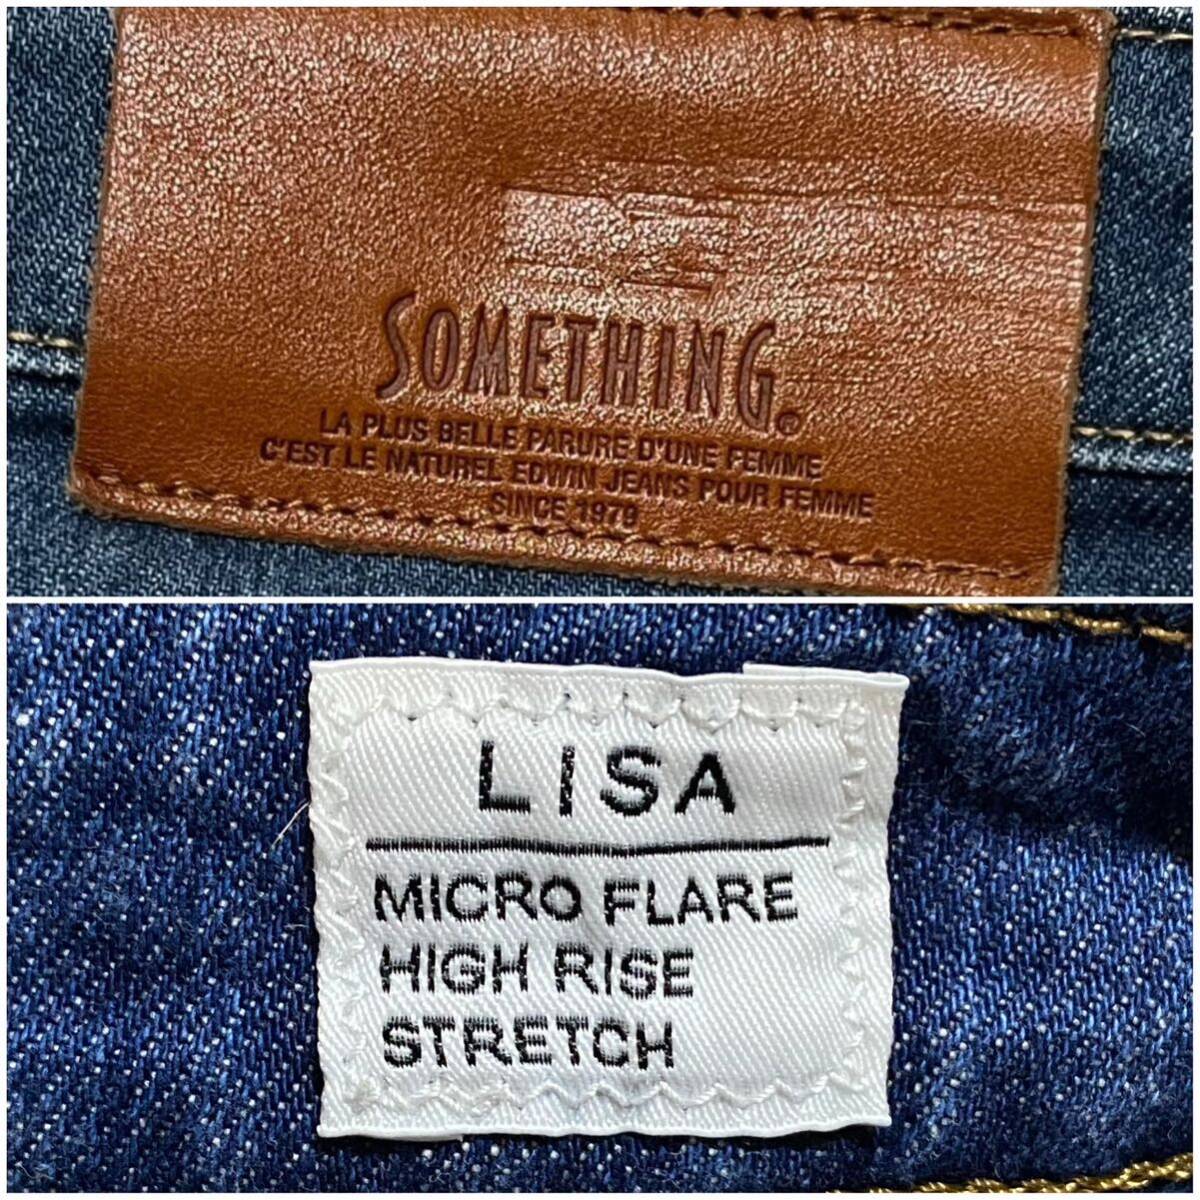 SOMETHING®
LA PLUS BELLE PARURE D'UNE FEMME
C'EST LE NATUREL EDWIN JEANS POUR FEMME
SINCE 1979
LISA
MICRO FLARE
HIGH RISE
STRETCH